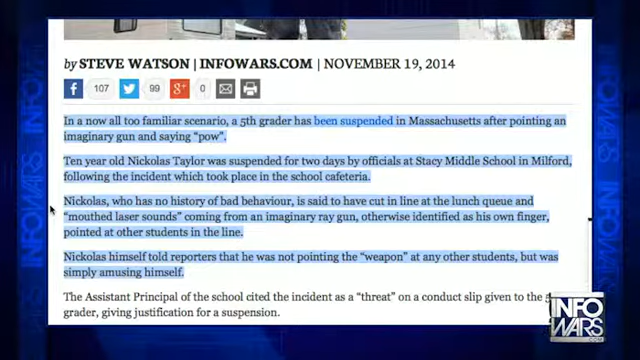 by STEVE WATSON | INFOWARS.COM | NOVEMBER 19, 2014
107 99 0
In a now all too familiar scenario, a 5th grader has been suspended in Massachusetts after pointing an
imaginary gun and saying “pow”.
Ten year old Nickolas Taylor was suspended for two days by officials at Stacy Middle School in Milford,
following the incident which took place in the school cafeteria.
Nickolas, who has no history of bad behaviour, is said to have cut in line at the lunch queue and
“mouthed laser sounds” coming from an imaginary ray gun, otherwise identified as his own finger,
pointed at other students in the line.
Nickolas himself told reporters that he was not pointing the “weapon” at any other students, but was
simply amusing himself.
The Assistant Principal of the school cited the incident as a “threat” on a conduct slip given to the
grader, giving justification for a suspension.
INFO
WARS
.COM
INFOWARS